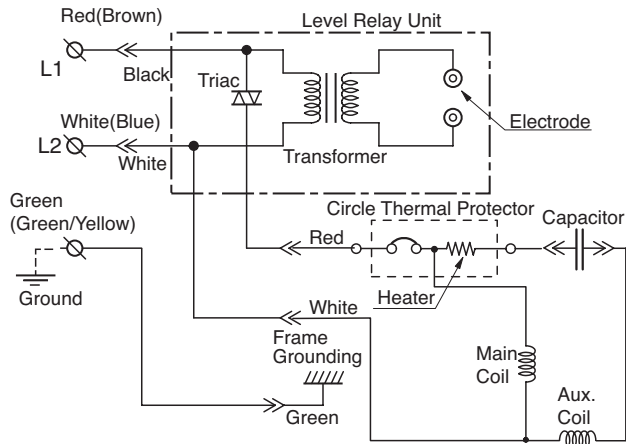 Red(Brown)
Level Relay Unit
L1
Black
Triac
White(Blue)
Electrode
L2
White
Transformer
Green
(Green/Yellow)
Circle Thermal Protector
Capacitor
Red
Ground
Heater
White
Frame
Grounding
Main
Coil
Aux.
Coil
Green